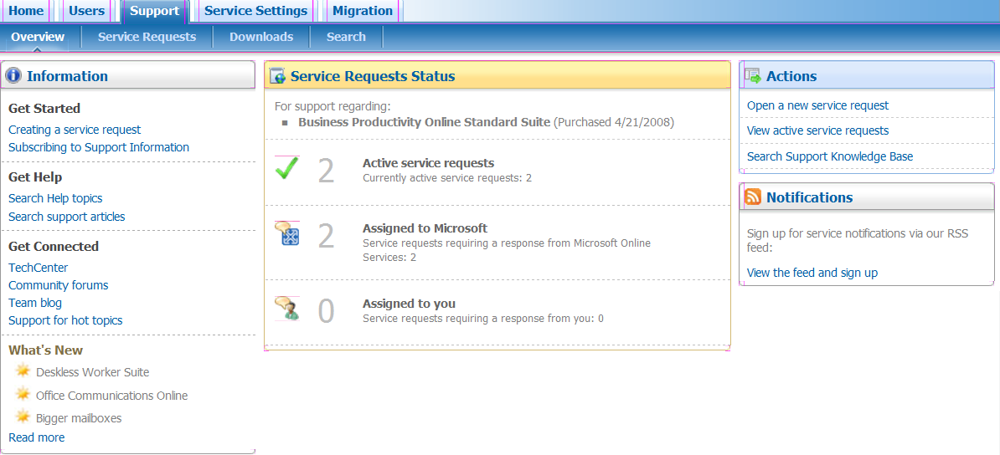 Home Users Support Service Settings Migration
Overview Service Requests Downloads Search
Information
Get Started
Creating a service request
Subscribing to Support Information
Get Help
Search Help topics
Search support articles
Get Connected
TechCenter
Community forums
Team blog
Support for hot topics
What's New
Deskless Worker Suite
Office Communications Online
Bigger mailboxes
Read more
Service Requests Status
For support regarding:
Business Productivity Online Standard Suite (Purchased 4/21/2008)
2 Active service requests
Currently active service requests: 2
2 Assigned to Microsoft
Service requests requiring a response from Microsoft Online
Services: 2
0 Assigned to you
Service requests requiring a response from you: 0
Actions
Open a new service request
View active service requests
Search Support Knowledge Base
Notifications
Sign up for service notifications via our RSS
feed:
View the feed and sign up